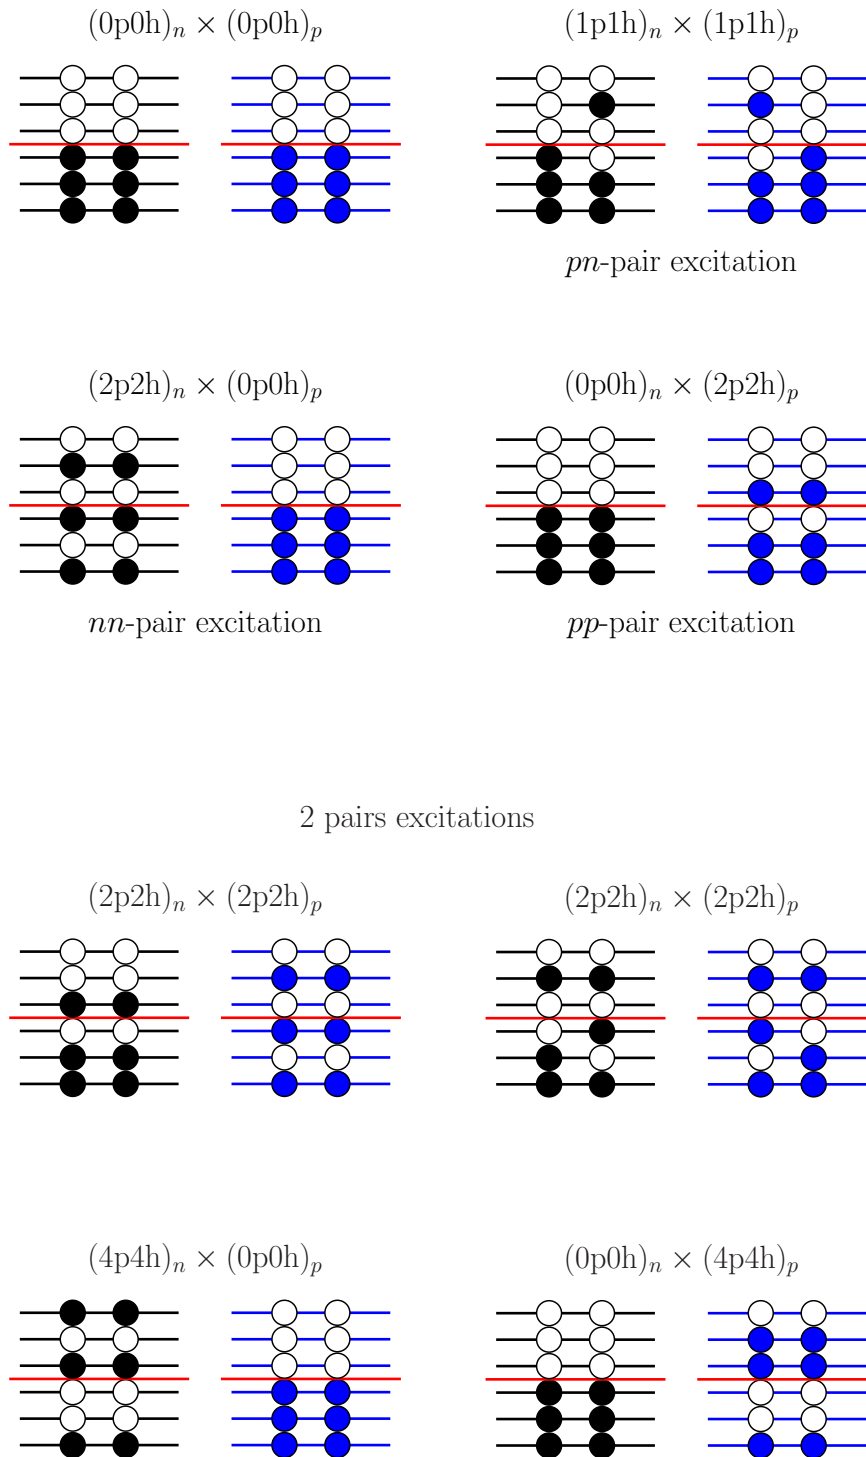 (0p0h)ₙ × (0p0h)ₚ
(1p1h)ₙ × (1p1h)ₚ
pn-pair excitation
(2p2h)ₙ × (0p0h)ₚ
(0p0h)ₙ × (2p2h)ₚ
nn-pair excitation
pp-pair excitation
2 pairs excitations
(2p2h)ₙ × (2p2h)ₚ
(2p2h)ₙ × (2p2h)ₚ
(4p4h)ₙ × (0p0h)ₚ
(0p0h)ₙ × (4p4h)ₚ